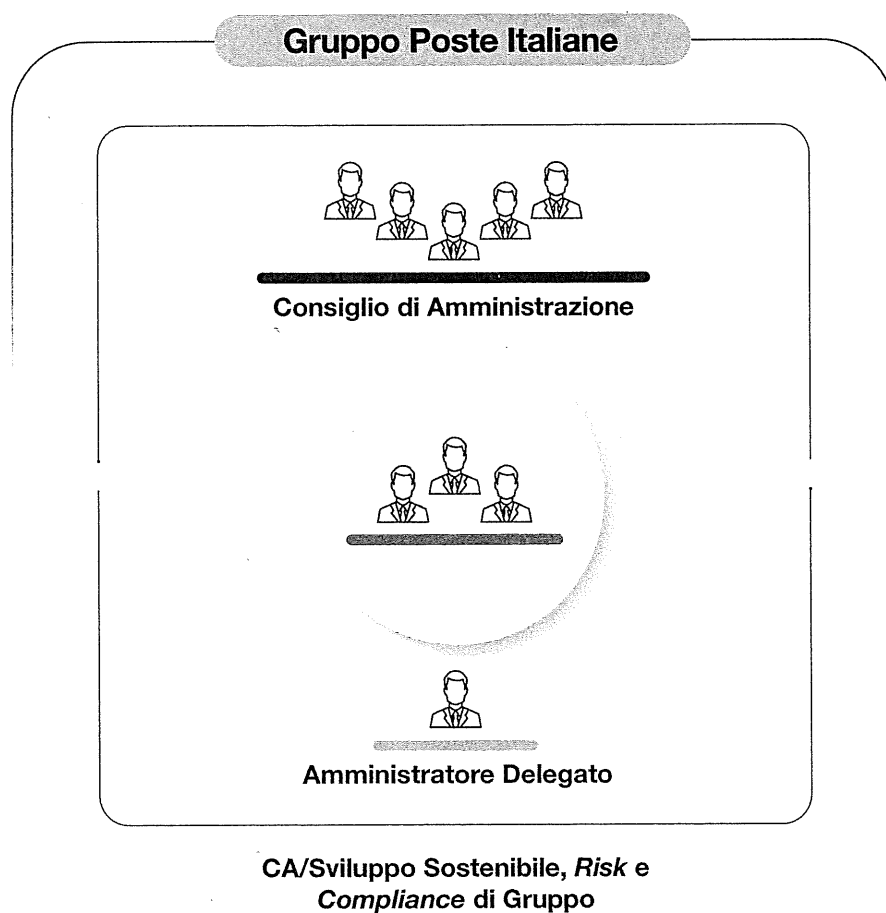 Gruppo Poste Italiane
Consiglio di Amministrazione
Amministratore Delegato
CA/Sviluppo Sostenibile, Risk e
Compliance di Gruppo